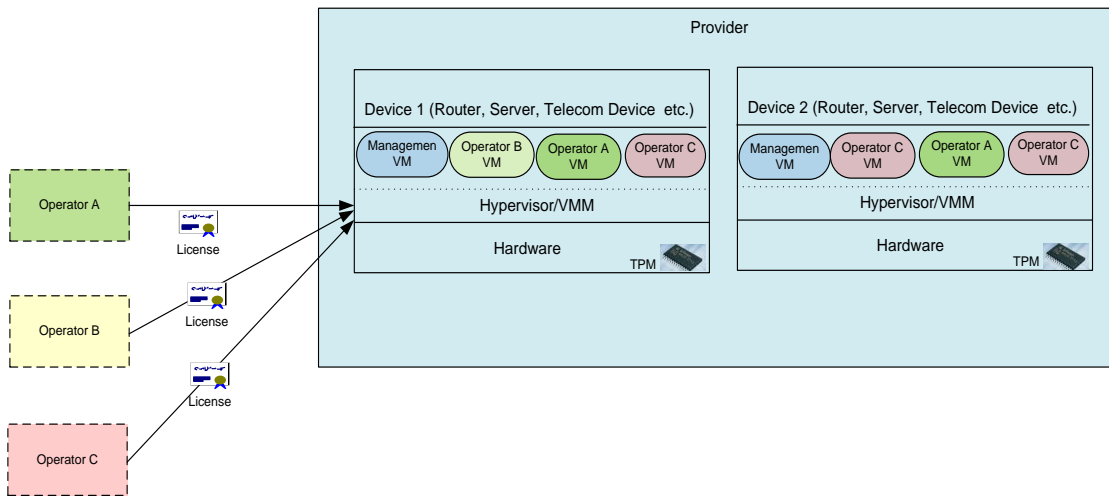 Provider
Device 1 (Router, Server, Telecom Device etc.)
Managemen
VM
Operator B
VM
Operator A
VM
Operator C
VM
Hypervisor/VMM
Hardware
TPM
Device 2 (Router, Server, Telecom Device etc.)
Managemen
VM
Operator C
VM
Operator A
VM
Operator C
VM
Hypervisor/VMM
Hardware
TPM
Operator A
License
Operator B
License
Operator C
License